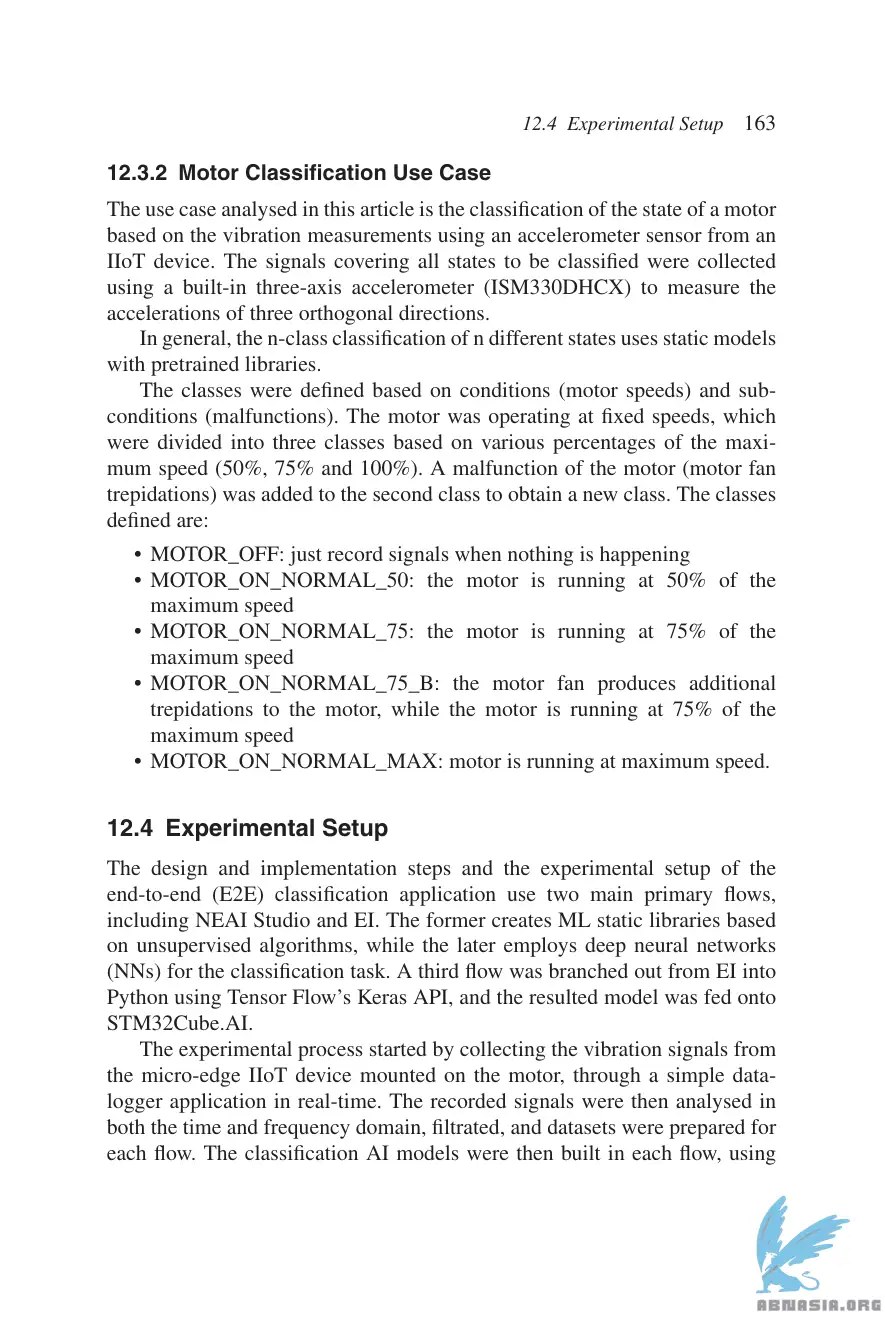 12.4 Experimental Setup 163
12.3.2 Motor Classification Use Case
The use case analysed in this article is the classification of the state of a motor
based on the vibration measurements using an accelerometer sensor from an
IIoT device. The signals covering all states to be classified were collected
using a built-in three-axis accelerometer (ISM330DHCX) to measure the
accelerations of three orthogonal directions.
In general, the n-class classification of n different states uses static models
with pretrained libraries.
The classes were defined based on conditions (motor speeds) and sub-
conditions (malfunctions). The motor was operating at fixed speeds, which
were divided into three classes based on various percentages of the maxi-
mum speed (50%, 75% and 100%). A malfunction of the motor (motor fan
trepidations) was added to the second class to obtain a new class. The classes
defined are:
• MOTOR_OFF: just record signals when nothing is happening
• MOTOR_ON_NORMAL_50: the motor is running at 50% of the
maximum speed
• MOTOR_ON_NORMAL_75: the motor is running at 75% of the
maximum speed
• MOTOR_ON_NORMAL_75_B: the motor fan produces additional
trepidations to the motor, while the motor is running at 75% of the
maximum speed
• MOTOR_ON_NORMAL_MAX: motor is running at maximum speed.
12.4 Experimental Setup
The design and implementation steps and the experimental setup of the
end-to-end (E2E) classification application use two main primary flows,
including NEAI Studio and EI. The former creates ML static libraries based
on unsupervised algorithms, while the later employs deep neural networks
(NNs) for the classification task. A third flow was branched out from EI into
Python using Tensor Flow's Keras API, and the resulted model was fed onto
STM32Cube.AI.
The experimental process started by collecting the vibration signals from
the micro-edge IIoT device mounted on the motor, through a simple data-
logger application in real-time. The recorded signals were then analysed in
both the time and frequency domain, filtrated, and datasets were prepared for
each flow. The classification AI models were then built in each flow, using
ABNASIA.ORG